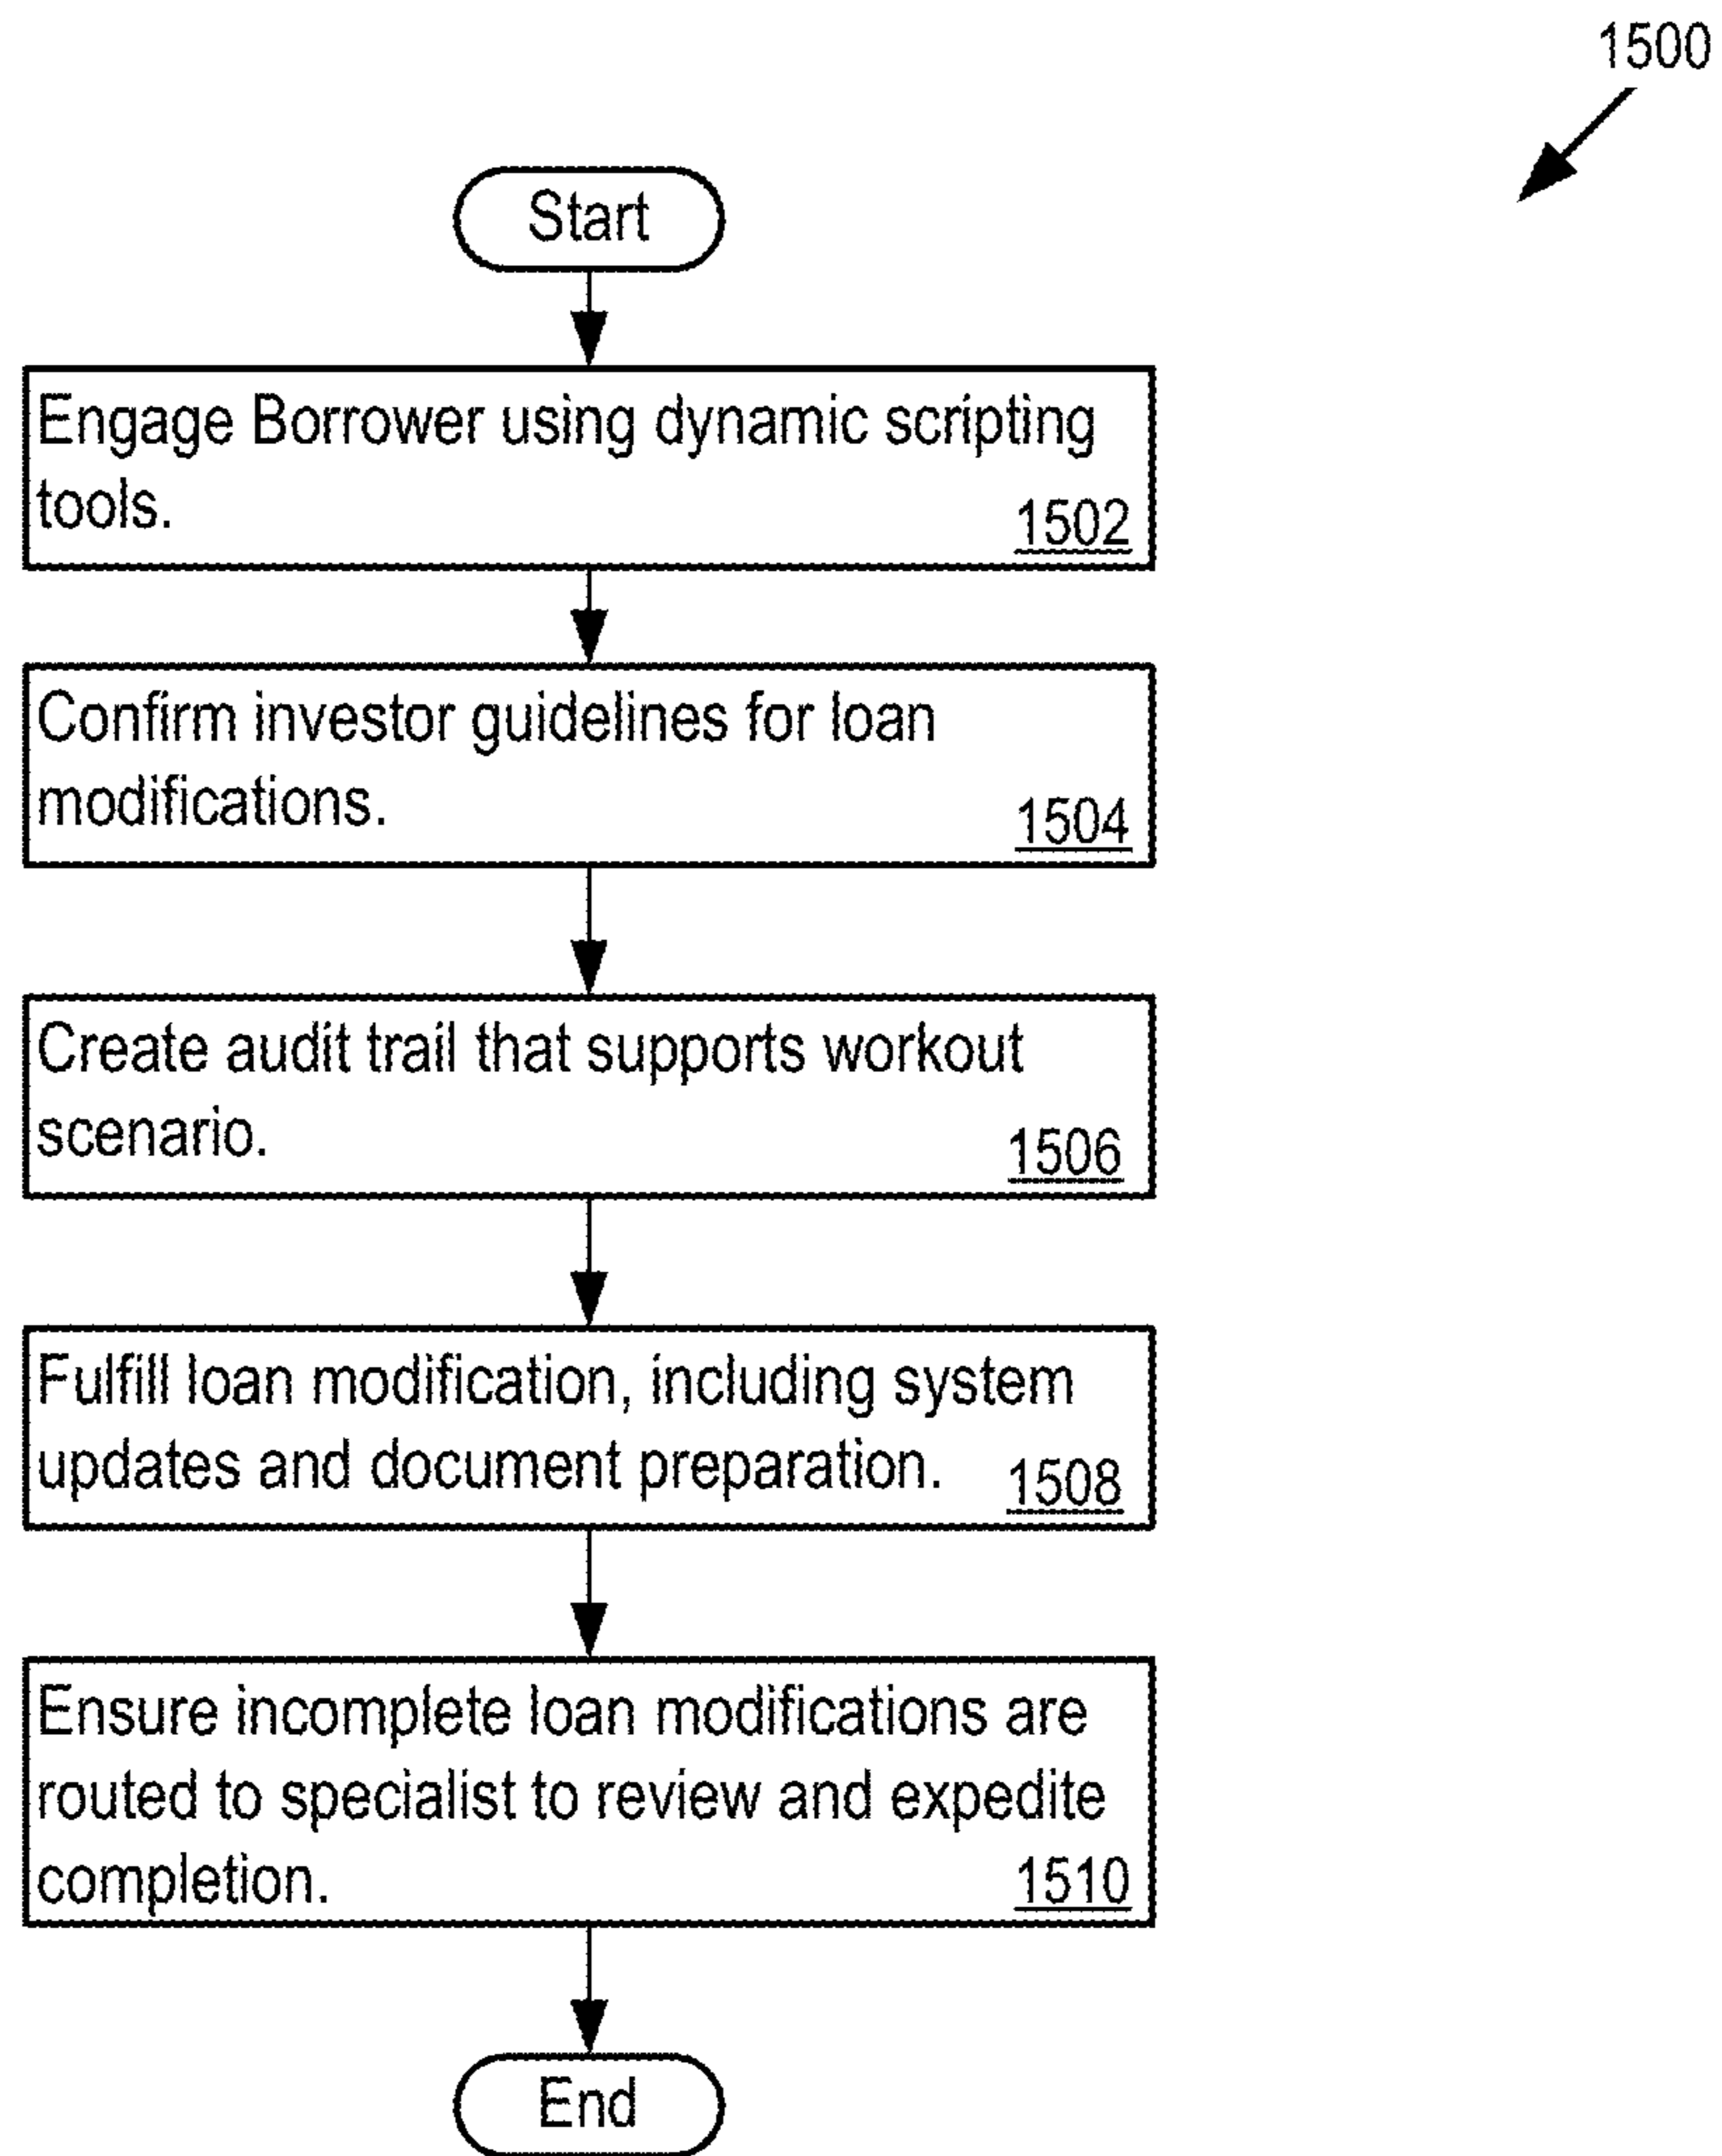 1500
Start
Engage Borrower using dynamic scripting
tools.
1502
Confirm investor guidelines for loan
modifications.
1504
Create audit trail that supports workout
scenario.
1506
Fulfill loan modification, including system
updates and document preparation.
1508
Ensure incomplete loan modifications are
routed to specialist to review and expedite
completion.
1510
End